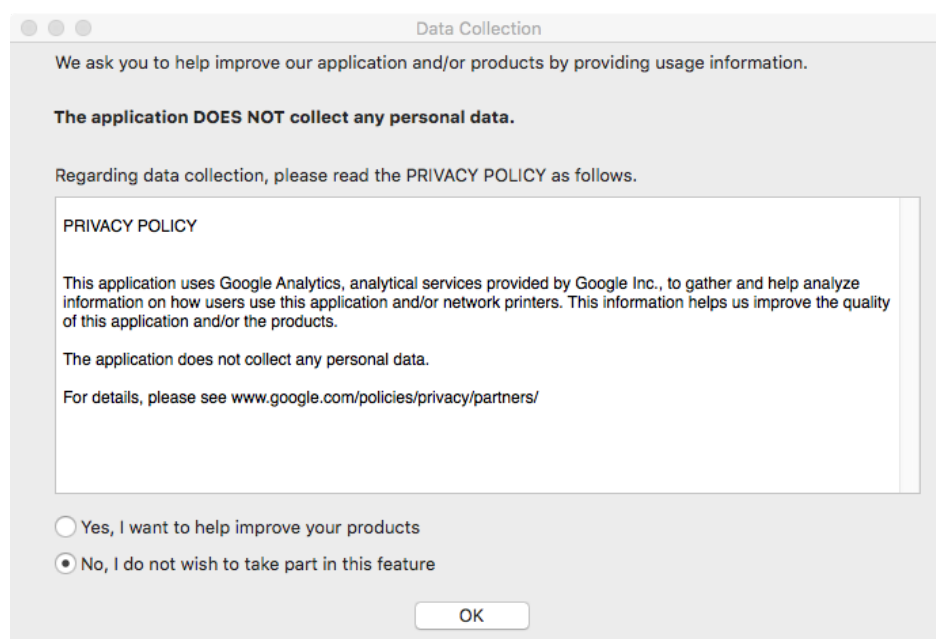 Data Collection
We ask you to help improve our application and/or products by providing usage information.
The application DOES NOT collect any personal data.
Regarding data collection, please read the PRIVACY POLICY as follows.
PRIVACY POLICY
This application uses Google Analytics, analytical services provided by Google Inc., to gather and help analyze
information on how users use this application and/or network printers. This information helps us improve the quality
of this application and/or the products.
The application does not collect any personal data.
For details, please see www.google.com/policies/privacy/partners/
Yes, I want to help improve your products
No, I do not wish to take part in this feature
OK